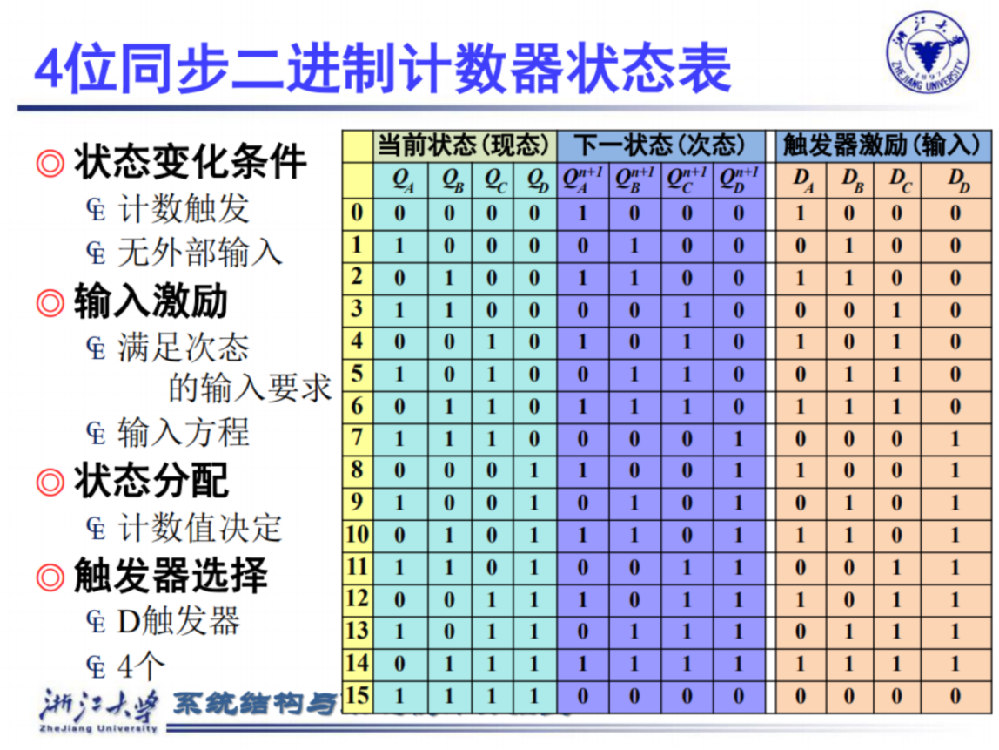 4位同步二进制计数器状态表
浙江大学
ZHEJIANG UNIVERSITY
1897
◎ 状态变化条件
计数触发
无外部输入
◎ 输入激励
满足次态
的输入要求
输入方程
◎ 状态分配
计数值决定
◎ 触发器选择
D触发器
4个
当前状态(现态) 下一状态(次态) 触发器激励(输入)
Q_A Q_B Q_C Q_D Q_A^{n+1} Q_B^{n+1} Q_C^{n+1} Q_D^{n+1} D_A D_B D_C D_D
0 0 0 0 0 1 0 0 0 1 0 0 0
1 1 0 0 0 0 1 0 0 0 1 0 0
2 0 1 0 0 1 1 0 0 1 1 0 0
3 1 1 0 0 0 0 1 0 0 0 1 0
4 0 0 1 0 1 0 1 0 1 0 1 0
5 1 0 1 0 0 1 1 0 0 1 1 0
6 0 1 1 0 1 1 1 0 1 1 1 0
7 1 1 1 0 0 0 0 1 0 0 0 1
8 0 0 0 1 1 0 0 1 1 0 0 1
9 1 0 0 1 0 1 0 1 0 1 0 1
10 0 1 0 1 1 1 0 1 1 1 0 1
11 1 1 0 1 0 0 1 1 0 0 1 1
12 0 0 1 1 1 0 1 1 1 0 1 1
13 1 0 1 1 0 1 1 1 0 1 1 1
14 0 1 1 1 1 1 1 1 1 1 1 1
15 1 1 1 1 0 0 0 0 0 0 0 0
浙江大学 系统结构与
ZheJiang University